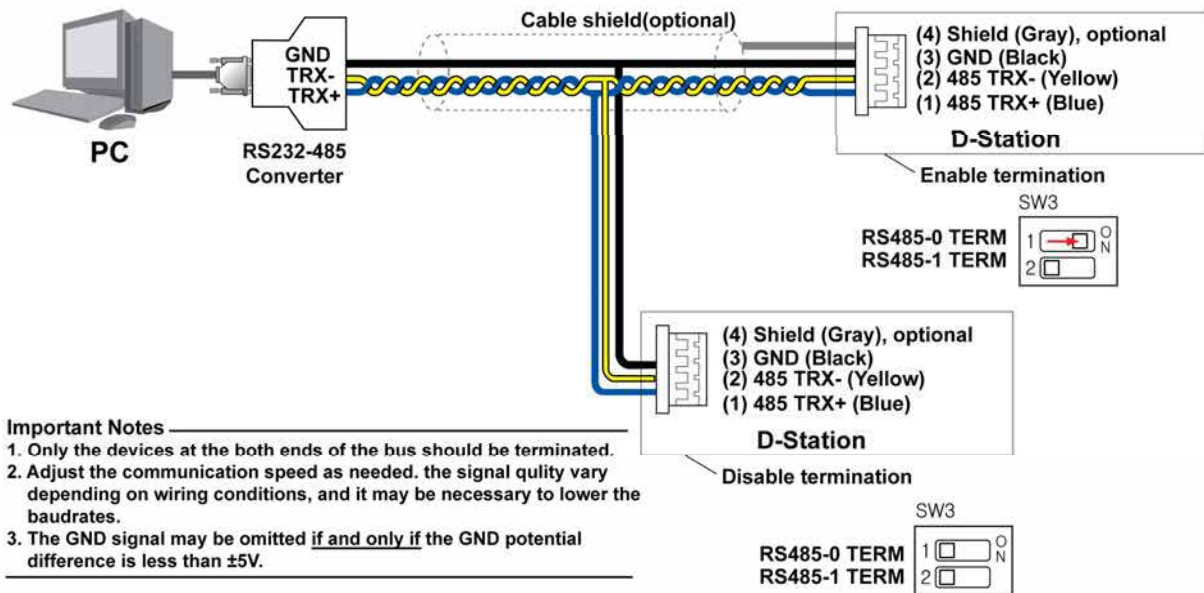 Cable shield(optional)
GND
TRX-
TRX+
PC
RS232-485
Converter
(4) Shield (Gray), optional
(3) GND (Black)
(2) 485 TRX- (Yellow)
(1) 485 TRX+ (Blue)
D-Station
Enable termination
SW3
RS485-0 TERM
RS485-1 TERM
1
2
ON
(4) Shield (Gray), optional
(3) GND (Black)
(2) 485 TRX- (Yellow)
(1) 485 TRX+ (Blue)
D-Station
Disable termination
SW3
RS485-0 TERM
RS485-1 TERM
1
2
ON
Important Notes
1. Only the devices at the both ends of the bus should be terminated.
2. Adjust the communication speed as needed. the signal qulity vary
depending on wiring conditions, and it may be necessary to lower the
baudrates.
3. The GND signal may be omitted if and only if the GND potential
difference is less than ±5V.